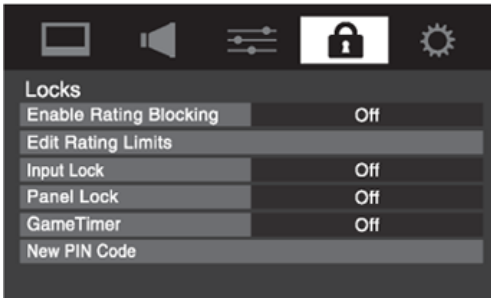 Locks
Enable Rating Blocking Off
Edit Rating Limits
Input Lock Off
Panel Lock Off
GameTimer Off
New PIN Code